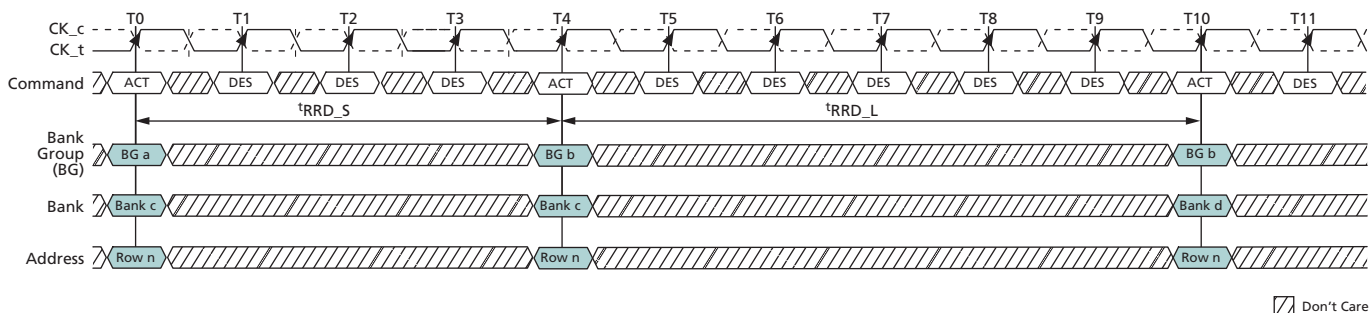 T0 T1 T2 T3 T4 T5 T6 T7 T8 T9 T10 T11
CK_c
CK_t
Command ACT DES DES DES ACT DES DES DES DES DES ACT DES
tRRD_S tRRD_L
Bank
Group
(BG)
BG a BG b BG b
Bank Bank c Bank c Bank d
Address Row n Row n Row n
Don't Care